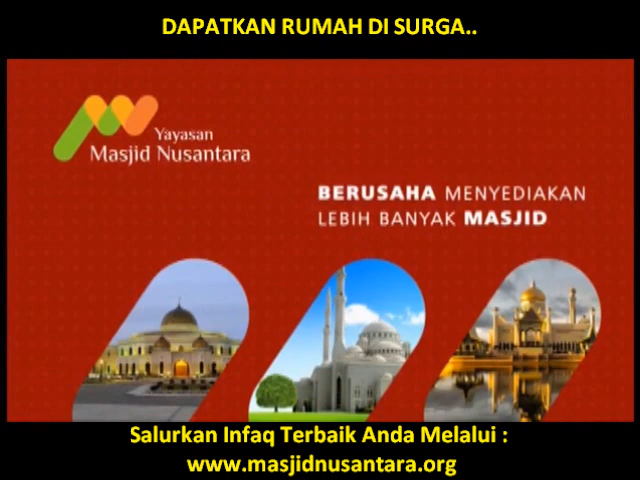 DAPATKAN RUMAH DI SURGA..
Yayasan
Masjid Nusantara
BERUSAHA MENYEDIAKAN
LEBIH BANYAK MASJID
Salurkan Infaq Terbaik Anda Melalui :
www.masjidnusantara.org